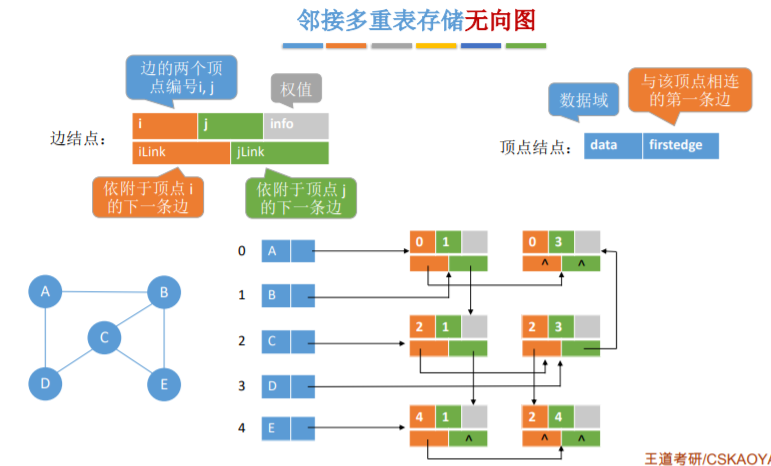 邻接多重表存储无向图
边的两个顶
点编号i, j
权值
边结点：
i j info
iLink jLink
依附于顶点 i
的下一条边
依附于顶点 j
的下一条边
数据域
与该顶点相连
的第一条边
顶点结点：
data firstedge
A B
C
D E
0 A
1 B
2 C
3 D
4 E
0 1
0 3
^ ^
2 1
2 3
4 1
^
2 4
^ ^
王道考研/CSKAOYA